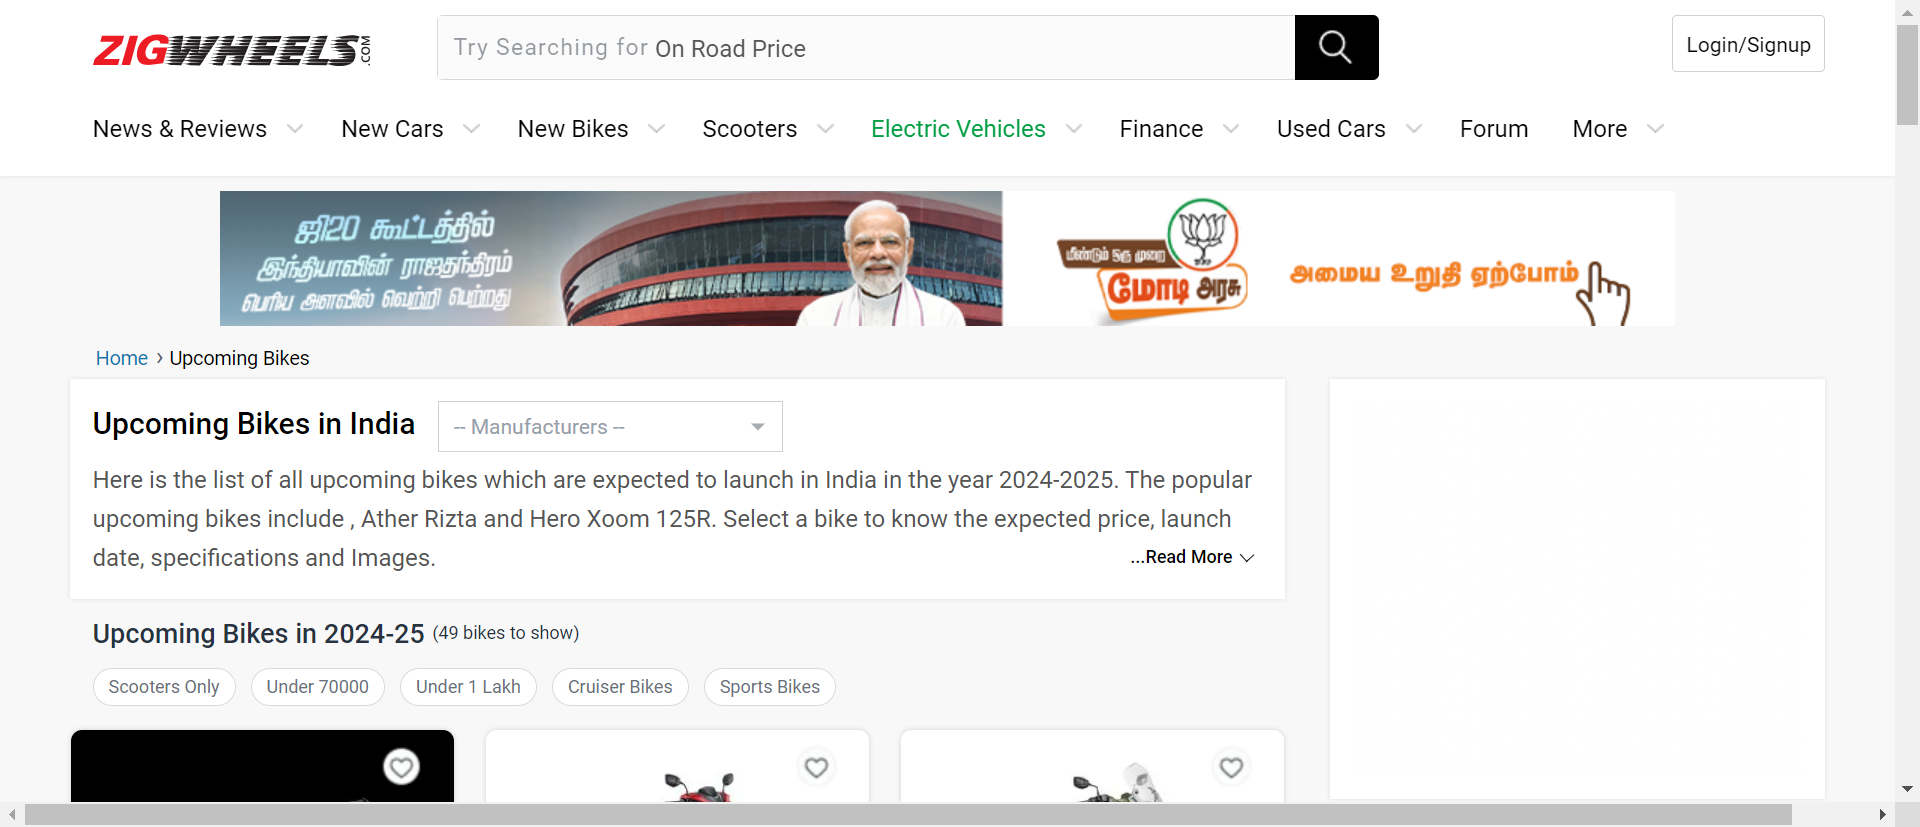 ZIGWHEELS.COM
Try Searching for On Road Price
Login/Signup
News & Reviews
New Cars
New Bikes
Scooters
Electric Vehicles
Finance
Used Cars
Forum
More
ஜி20 கூட்டத்தில்
இந்தியாவின் ராஜதந்திரம்
பெரிய அளவில் வெற்றி பெற்றது
மீண்டும் ஒரு முறை
மோடி அரசு
அமைய உறுதி ஏற்போம்
Home › Upcoming Bikes
Upcoming Bikes in India
-- Manufacturers --
Here is the list of all upcoming bikes which are expected to launch in India in the year 2024-2025. The popular
upcoming bikes include , Ather Rizta and Hero Xoom 125R. Select a bike to know the expected price, launch
date, specifications and Images.
...Read More
Upcoming Bikes in 2024-25 (49 bikes to show)
Scooters Only
Under 70000
Under 1 Lakh
Cruiser Bikes
Sports Bikes